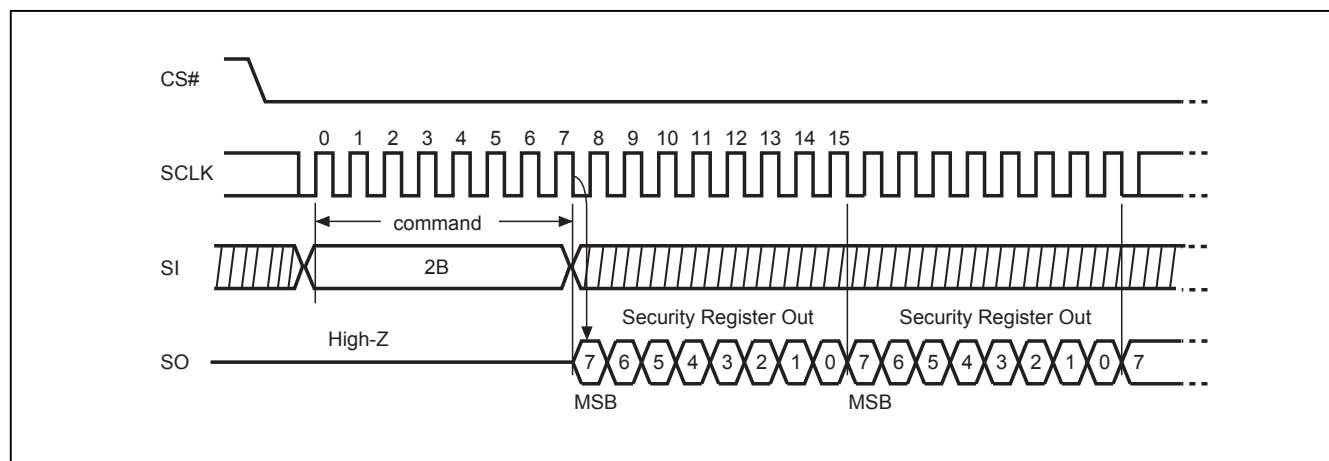 CS#
0 1 2 3 4 5 6 7 8 9 10 11 12 13 14 15
SCLK
command
SI
2B
Security Register Out Security Register Out
High-Z
SO
7 6 5 4 3 2 1 0 7 6 5 4 3 2 1 0 7
MSB MSB